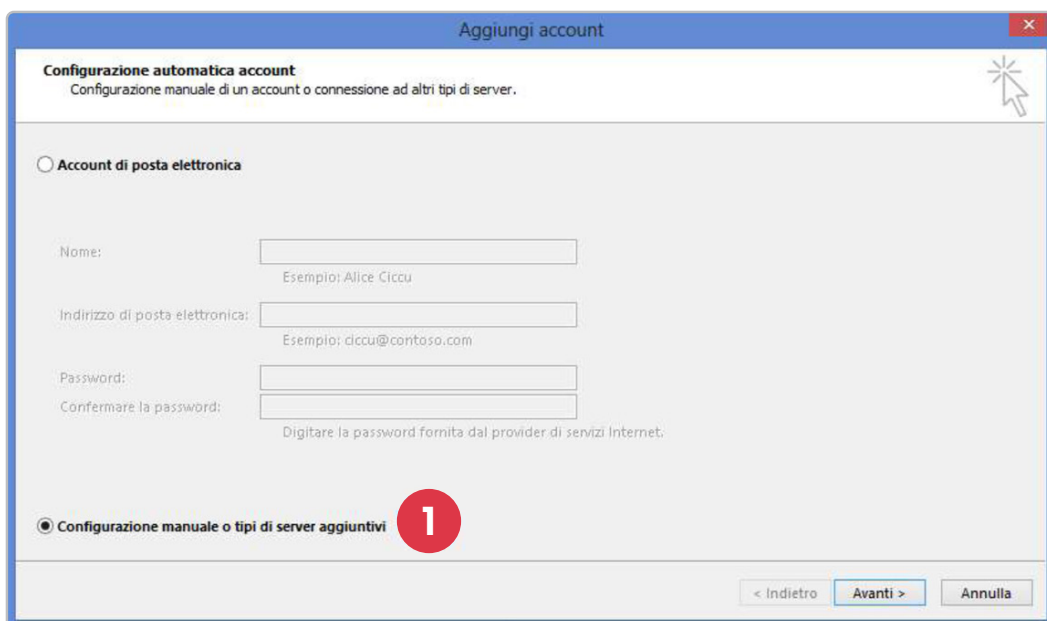 Aggiungi account
Configurazione automatica account
Configurazione manuale di un account o connessione ad altri tipi di server.
Account di posta elettronica
Nome:
Esempio: Alice Ciccu
Indirizzo di posta elettronica:
Esempio: ciccu@contoso.com
Password:
Confermare la password:
Digitare la password fornita dal provider di servizi Internet.
Configurazione manuale o tipi di server aggiuntivi 1
< Indietro Avanti > Annulla